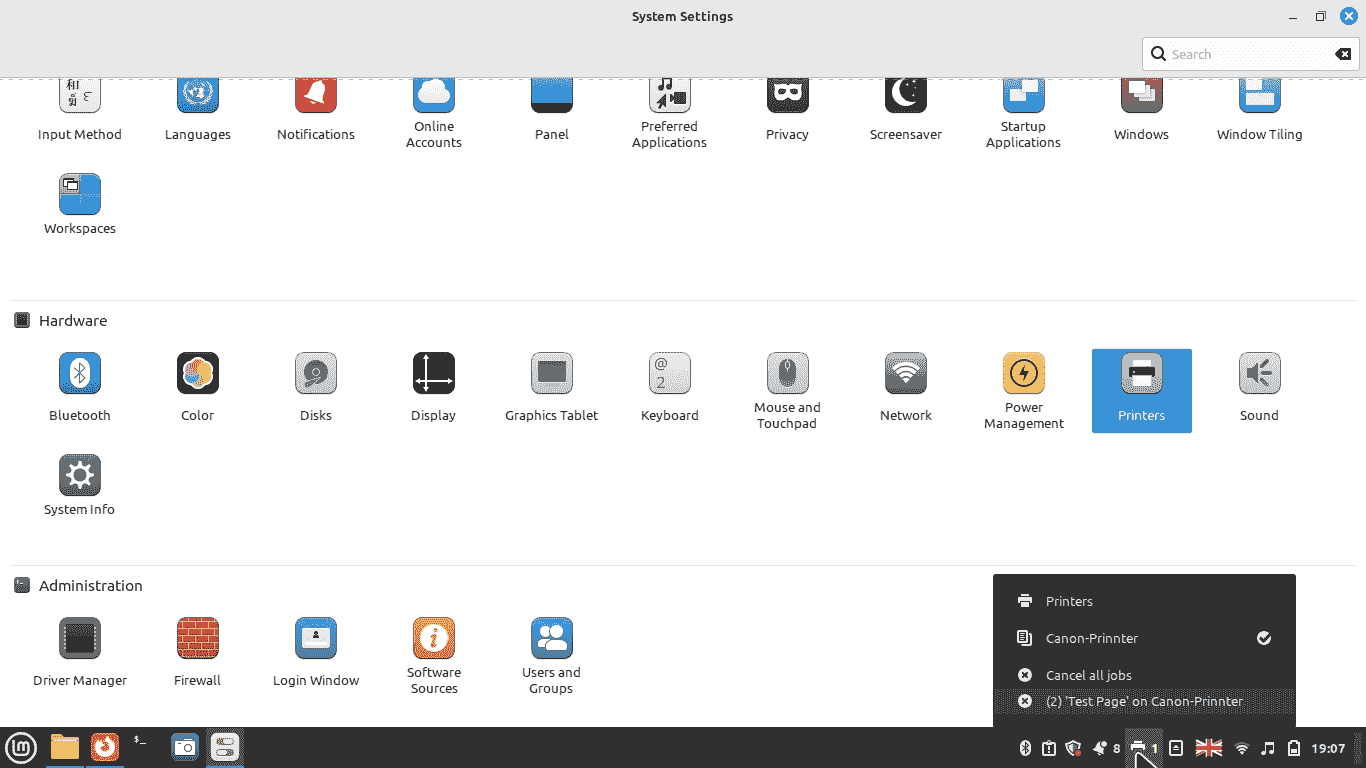 System Settings
Search
Input Method
Languages
Notifications
Online
Accounts
Panel
Preferred
Applications
Privacy
Screensaver
Startup
Applications
Windows
Window Tiling
Workspaces
Hardware
Bluetooth
Color
Disks
Display
Graphics Tablet
@
2
Keyboard
Mouse and
Touchpad
Network
Power
Management
Printers
Sound
System Info
Administration
Driver Manager
Firewall
Login Window
Software
Sources
Users and
Groups
Printers
Canon-Prinnter
Cancel all jobs
(2) 'Test Page' on Canon-Prinnter
8
1
19:07